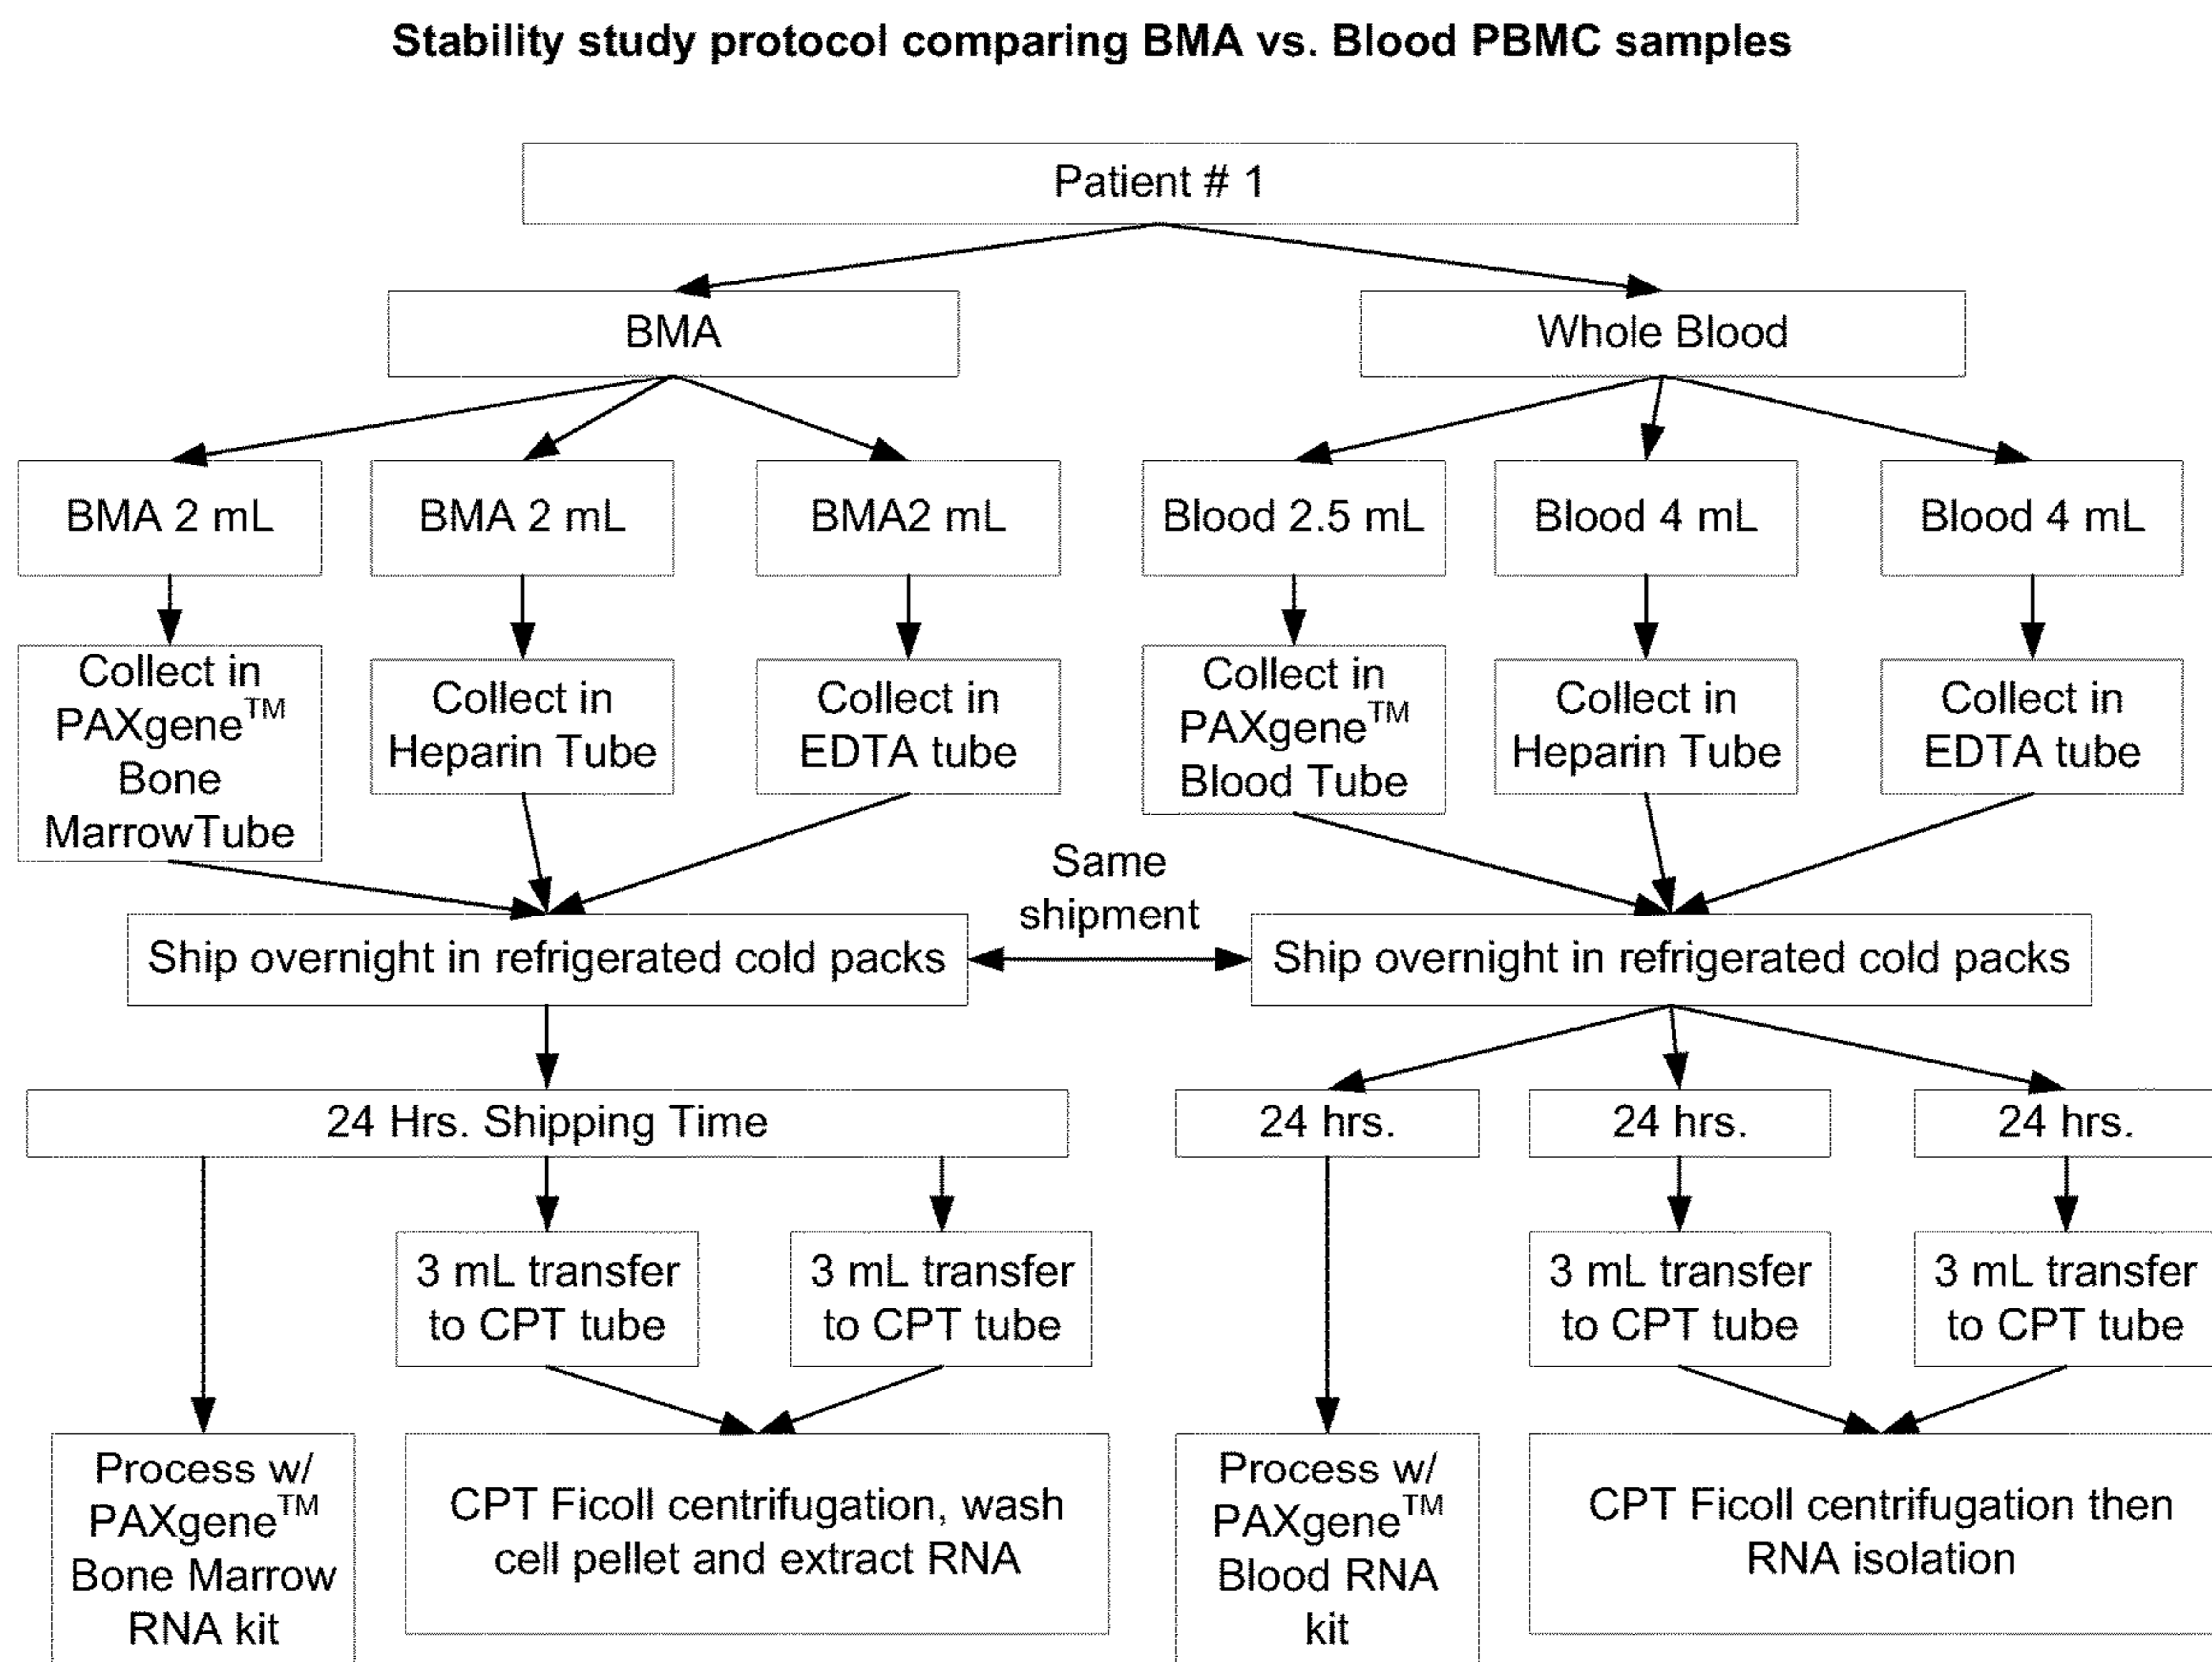 Stability study protocol comparing BMA vs. Blood PBMC samples
Patient # 1
BMA
Whole Blood
BMA 2 mL
BMA 2 mL
BMA2 mL
Blood 2.5 mL
Blood 4 mL
Blood 4 mL
Collect in
PAXgene™
Bone
MarrowTube
Collect in
Heparin Tube
Collect in
EDTA tube
Collect in
PAXgene™
Blood Tube
Collect in
Heparin Tube
Collect in
EDTA tube
Same
shipment
Ship overnight in refrigerated cold packs
Ship overnight in refrigerated cold packs
24 Hrs. Shipping Time
24 hrs.
24 hrs.
24 hrs.
3 mL transfer
to CPT tube
3 mL transfer
to CPT tube
3 mL transfer
to CPT tube
3 mL transfer
to CPT tube
Process w/
PAXgene™
Bone Marrow
RNA kit
CPT Ficoll centrifugation, wash
cell pellet and extract RNA
Process w/
PAXgene™
Blood RNA
kit
CPT Ficoll centrifugation then
RNA isolation